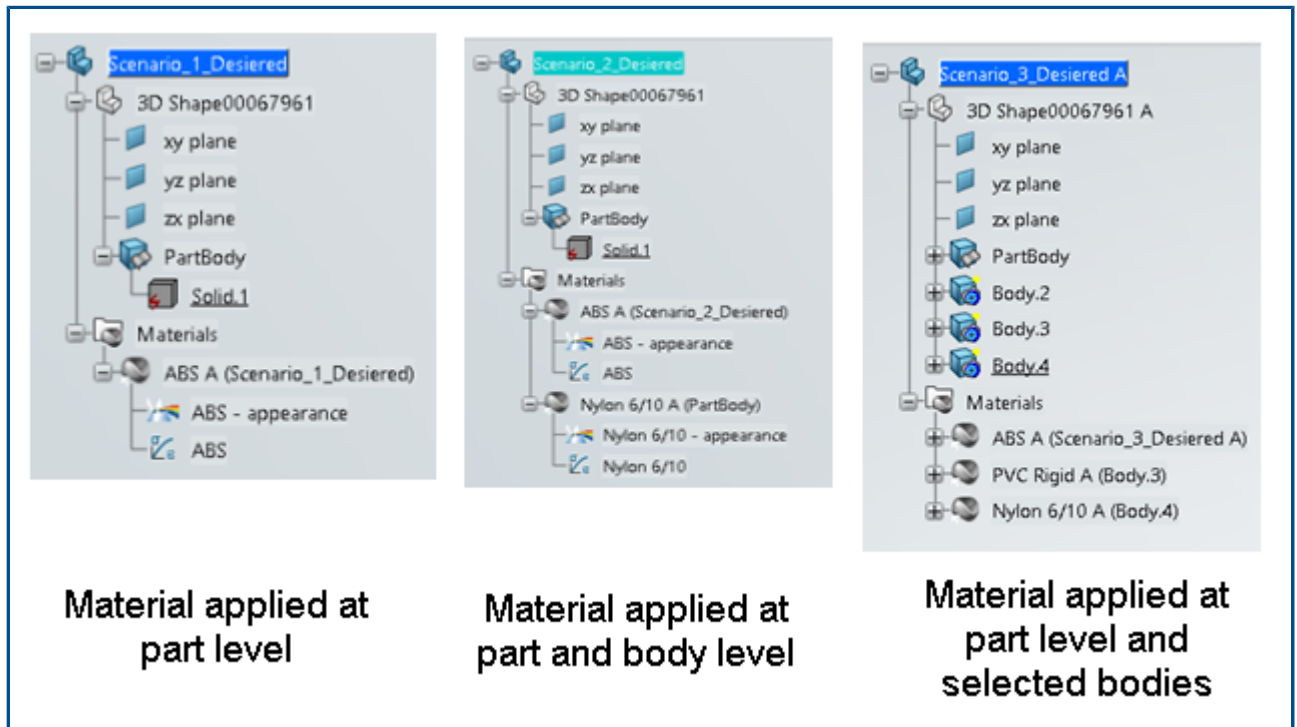 Scenario_1_Desiered
3D Shape00067961
xy plane
yz plane
zx plane
PartBody
Solid.1
Materials
ABS A (Scenario_1_Desiered)
ABS - appearance
ABS
Material applied at
part level
Scenario_2_Desiered
3D Shape00067961
xy plane
yz plane
zx plane
PartBody
Solid.1
Materials
ABS A (Scenario_2_Desiered)
ABS - appearance
ABS
Nylon 6/10 A (PartBody)
Nylon 6/10 - appearance
Nylon 6/10
Material applied at
part and body level
Scenario_3_Desiered A
3D Shape00067961 A
xy plane
yz plane
zx plane
PartBody
Body.2
Body.3
Body.4
Materials
ABS A (Scenario_3_Desiered A)
PVC Rigid A (Body.3)
Nylon 6/10 A (Body.4)
Material applied at
part level and
selected bodies